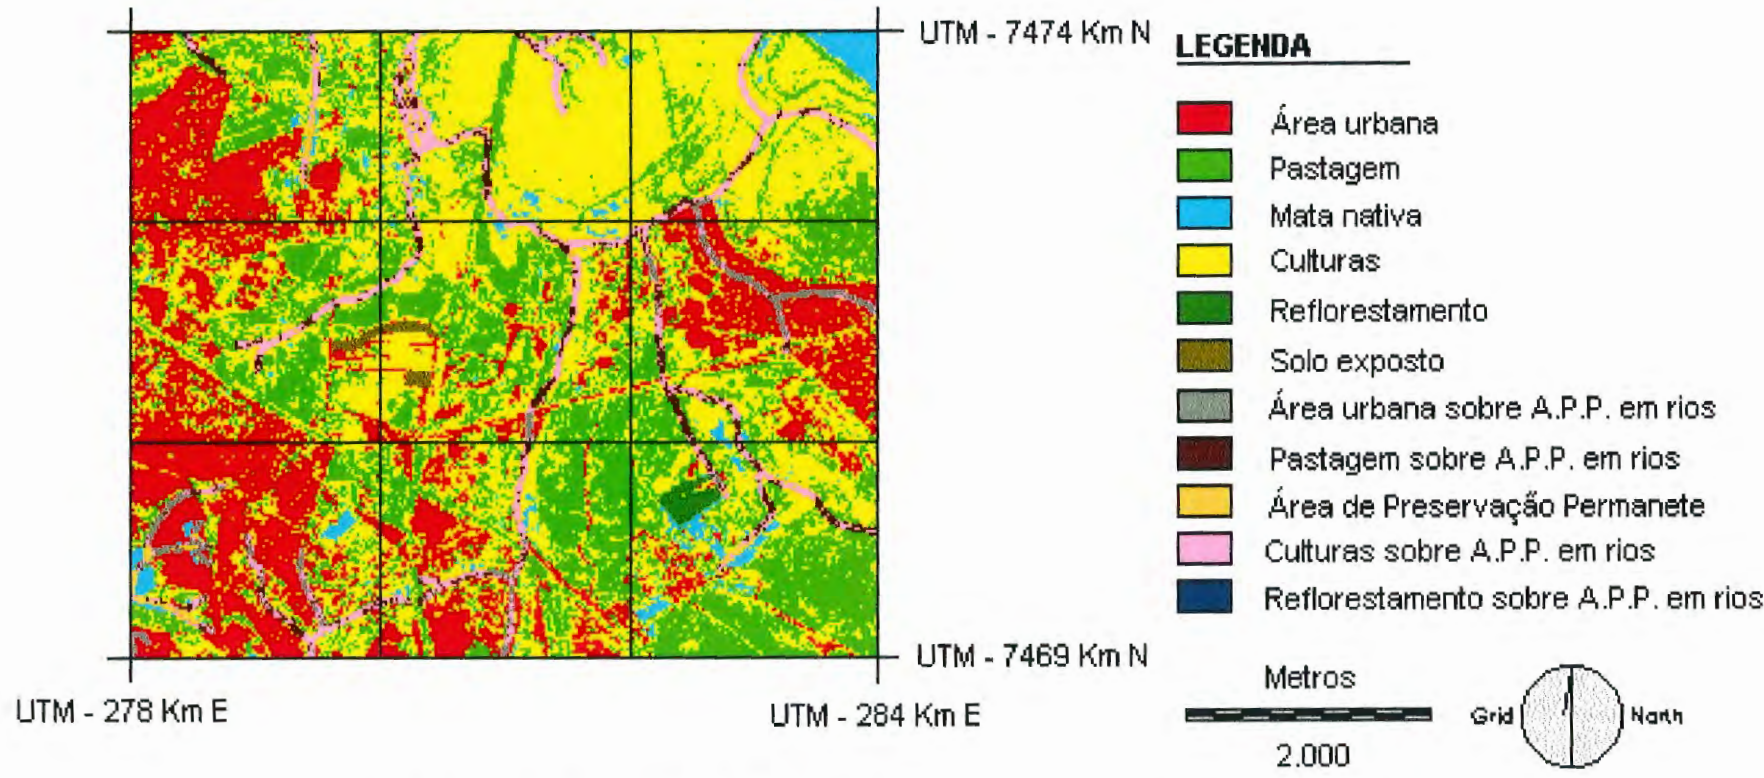 UTM - 7474 Km N
LEGENDA
Área urbana
Pastagem
Mata nativa
Culturas
Reflorestamento
Solo exposto
Área urbana sobre A.P.P. em rios
Pastagem sobre A.P.P. em rios
Área de Preservação Permanete
Culturas sobre A.P.P. em rios
Reflorestamento sobre A.P.P. em rios
UTM - 7469 Km N
UTM - 278 Km E
UTM - 284 Km E
Metros
2.000
Grid North